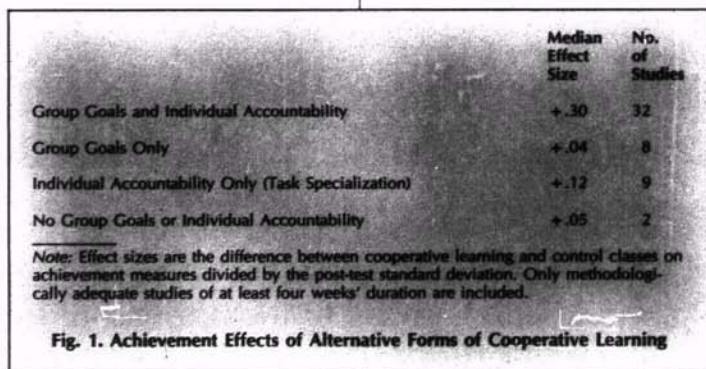 Median No.
Effect of
Size Studies
Group Goals and Individual Accountability +.30 32
Group Goals Only +.04 8
Individual Accountability Only (Task Specialization) +.12 9
No Group Goals or Individual Accountability +.05 2
Note: Effect sizes are the difference between cooperative learning and control classes on
achievement measures divided by the post-test standard deviation. Only methodologi-
cally adequate studies of at least four weeks' duration are included.
Fig. 1. Achievement Effects of Alternative Forms of Cooperative Learning